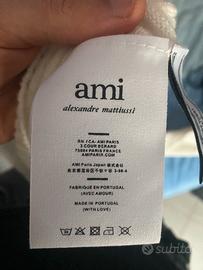 ami
alexandre mattiussi
RN / CA: AMI PARIS
3 COUR BERARD
75004 PARIS FRANCE
AMIPARIS.COM
AMI Paris Japan 株式会社
FABRIQUÉ EN PORTUGAL
(AVEC AMOUR)
MADE IN PORTUGAL
(WITH LOVE)
subito